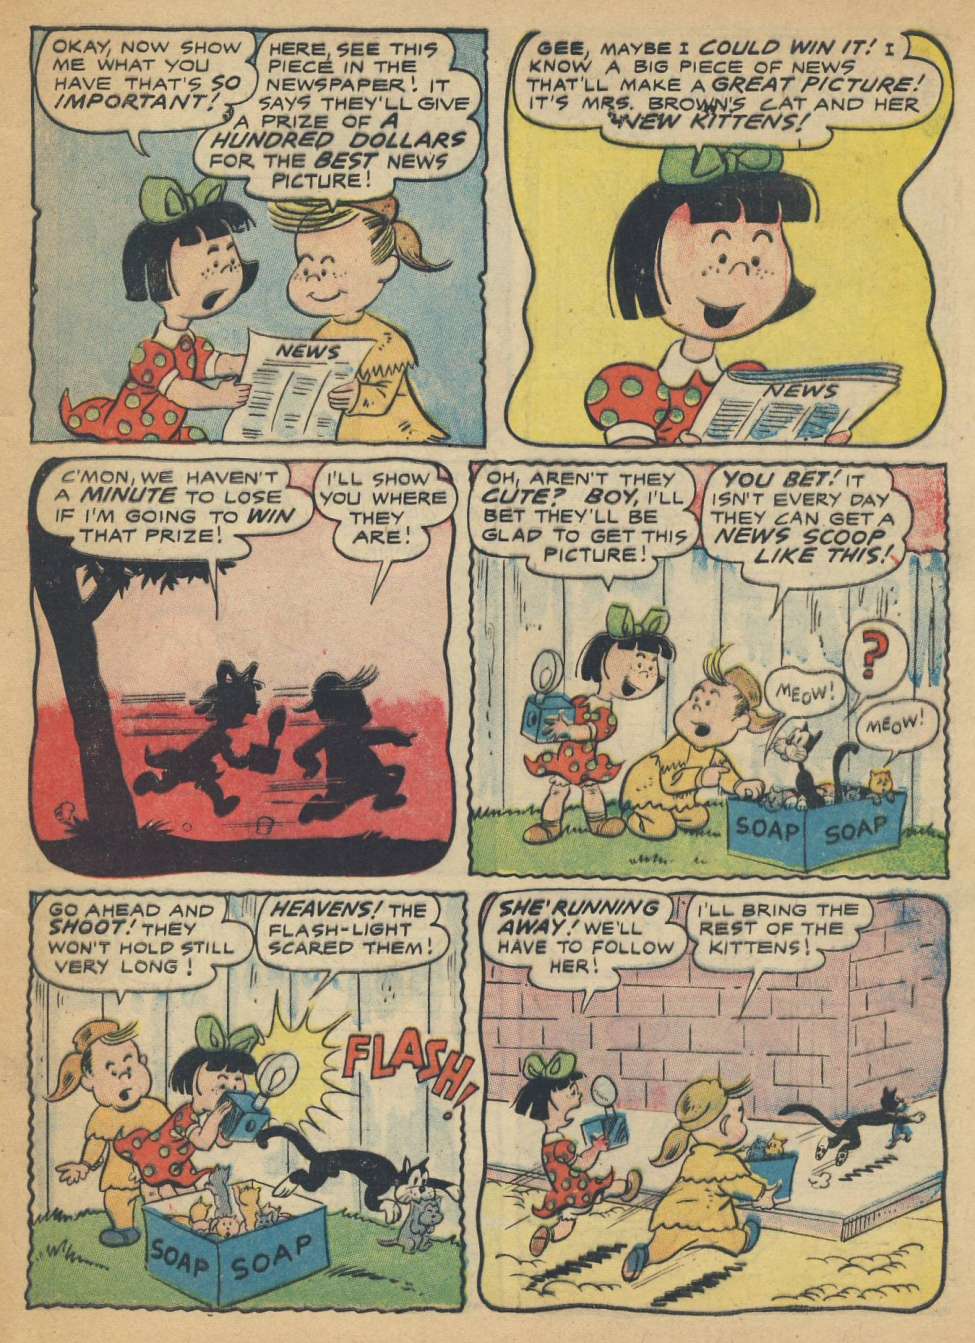 OKAY, NOW SHOW
ME WHAT YOU
HAVE THAT'S SO
IMPORTANT!
HERE, SEE THIS
PIECE IN THE
NEWSPAPER! IT
SAYS THEY'LL GIVE
A PRIZE OF A
HUNDRED DOLLARS
FOR THE BEST NEWS
PICTURE!
NEWS
GEE, MAYBE I COULD WIN IT! I
KNOW A BIG PIECE OF NEWS
THAT'LL MAKE A GREAT PICTURE!
IT'S MRS. BROWN'S CAT AND HER
NEW KITTENS!
NEWS
C'MON, WE HAVEN'T
A MINUTE TO LOSE
IF I'M GOING TO WIN
THAT PRIZE!
I'LL SHOW
YOU WHERE
THEY
ARE!
OH, AREN'T THEY
CUTE? BOY, I'LL
BET THEY'LL BE
GLAD TO GET THIS
PICTURE!
YOU BET! IT
ISN'T EVERY DAY
THEY CAN GET A
NEWS SCOOP
LIKE THIS!
MEOW!
?
MEOW!
SOAP SOAP
GO AHEAD AND
SHOOT! THEY
WON'T HOLD STILL
VERY LONG!
HEAVENS! THE
FLASH-LIGHT
SCARED THEM!
FLASH!
SOAP SOAP
SHE'RUNNING
AWAY! WE'LL
HAVE TO FOLLOW
HER!
I'LL BRING THE
REST OF THE
KITTENS!